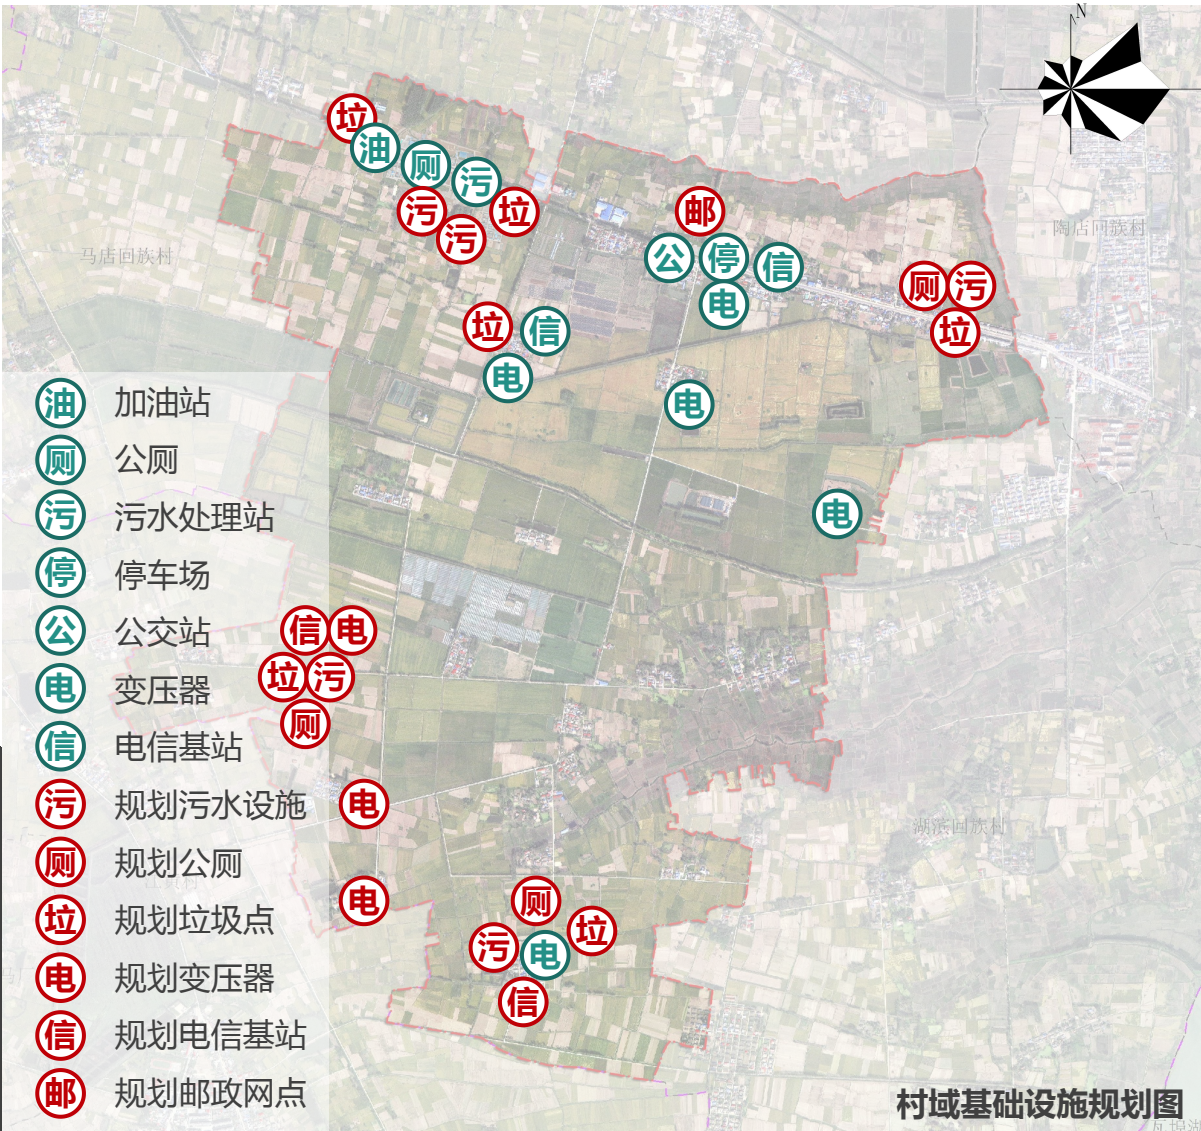 N
垃
油
厕
污
污
垃
污
邮
公
停
信
电
陶店回族村
马店回族村
厕
污
垃
垃
信
电
电
电
油 加油站
厕 公厕
污 污水处理站
停 停车场
公 公交站
电 变压器
信 电信基站
污 规划污水设施
厕 规划公厕
垃 规划垃圾点
电 规划变压器
信 规划电信基站
邮 规划邮政网点
信
电
垃
污
厕
电
湖滨回族村
电
厕
垃
污
电
信
村域基础设施规划图